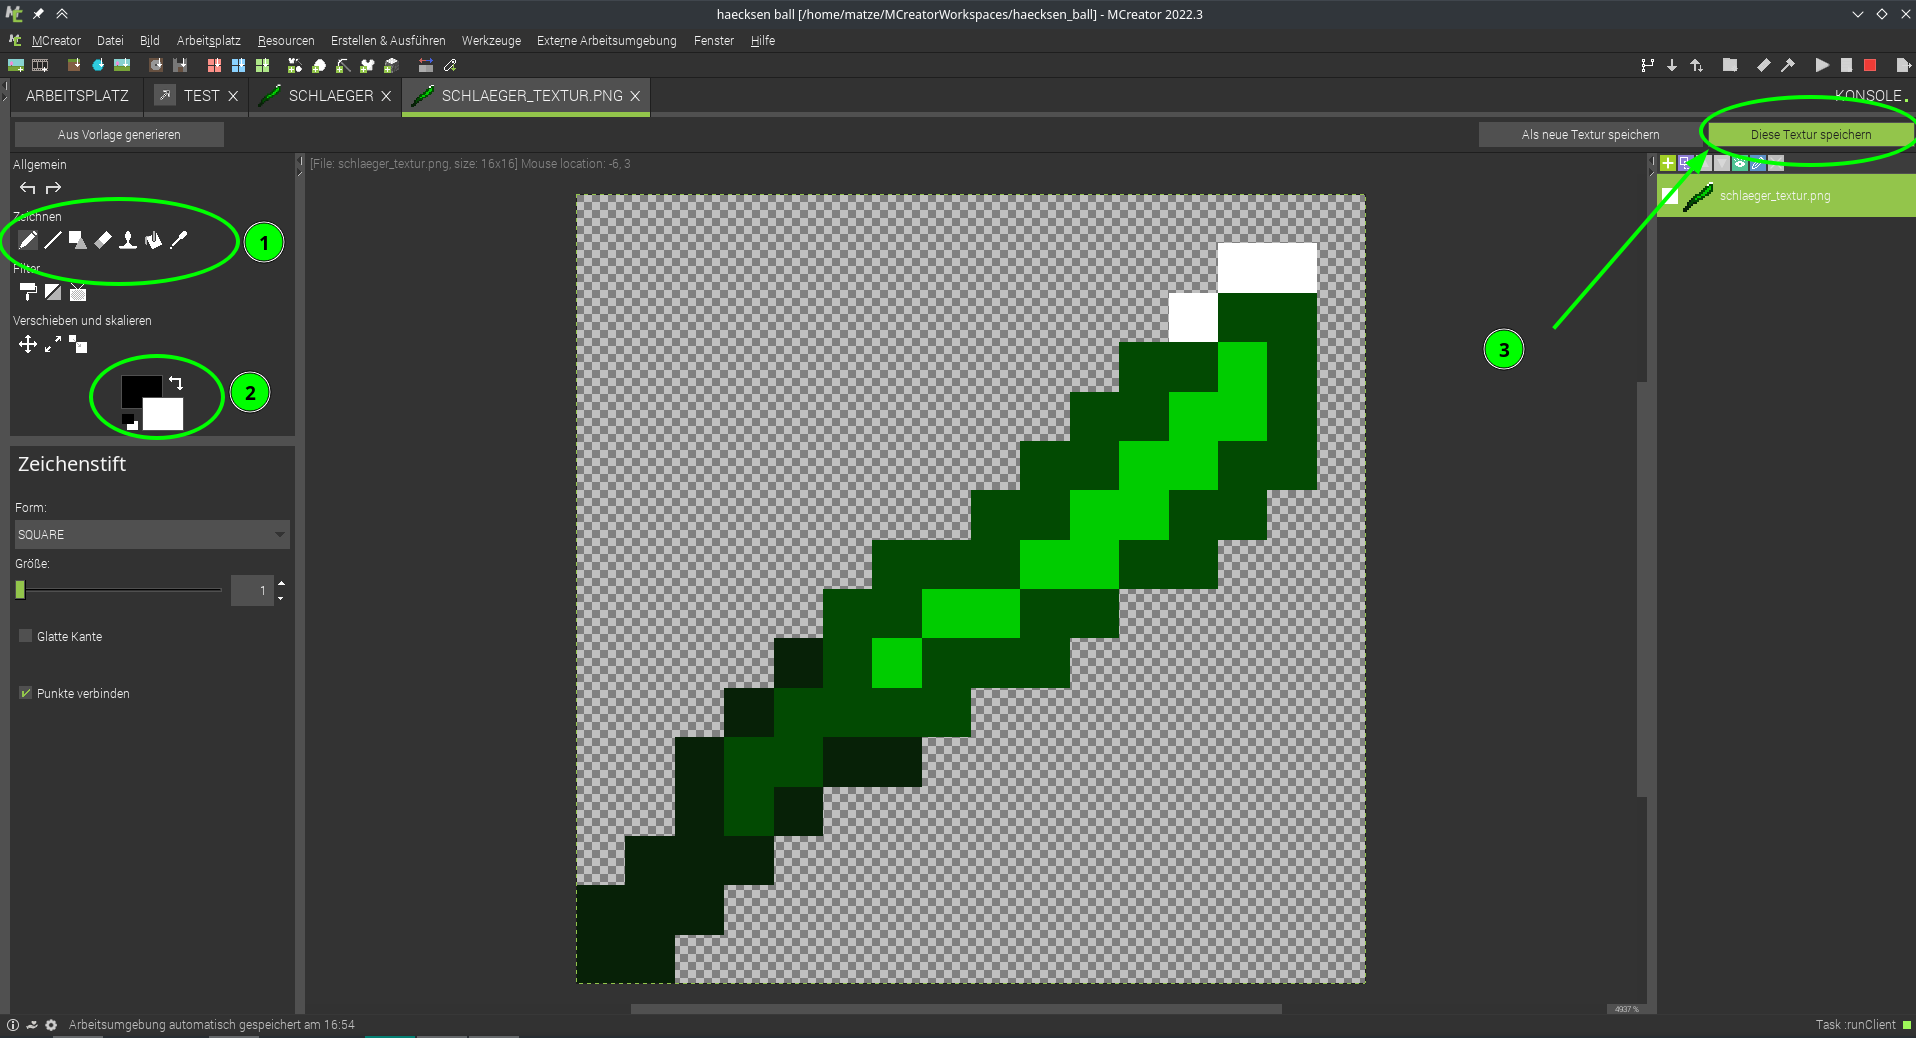 haecksen ball [/home/matze/MCreatorWorkspaces/haecksen_ball] - MCreator 2022.3
MCreator Datei Bild Arbeitsplatz Resourcen Erstellen & Ausführen Werkzeuge Externe Arbeitsumgebung Fenster Hilfe
ARBEITSPLATZ TEST SCHLAEGER SCHLAEGER_TEXTUR.PNG KONSOLE
Aus Vorlage generieren Als neue Textur speichern Diese Textur speichern
Allgemein
[File: schlaeger_textur.png, size: 16x16] Mouse location: -6, 3
schlaeger_textur.png
Zeichnen
1
Filter
Verschieben und skalieren
3
2
Zeichenstift
Form:
SQUARE
Größe:
1
Glatte Kante
Punkte verbinden
4937 %
Arbeitsumgebung automatisch gespeichert am 16:54
Task :runClient